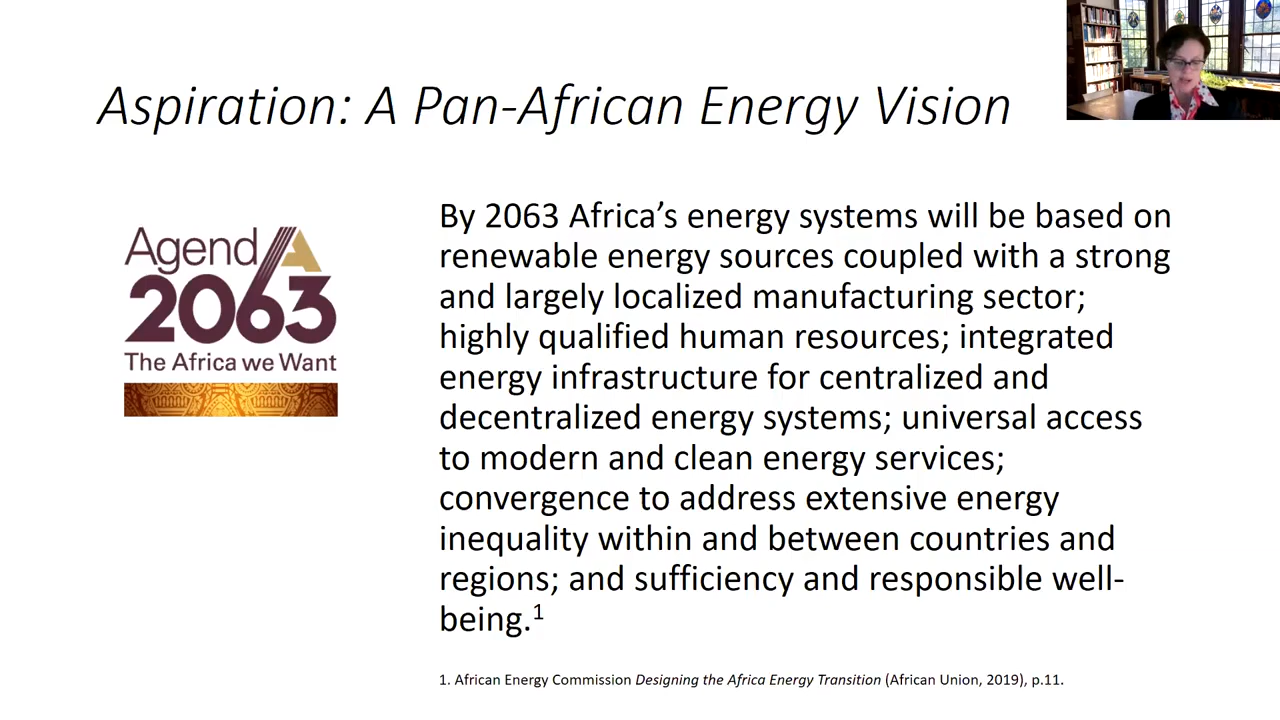 Aspiration: A Pan-African Energy Vision
AgendA
2063
The Africa we Want
By 2063 Africa’s energy systems will be based on
renewable energy sources coupled with a strong
and largely localized manufacturing sector;
highly qualified human resources; integrated
energy infrastructure for centralized and
decentralized energy systems; universal access
to modern and clean energy services;
convergence to address extensive energy
inequality within and between countries and
regions; and sufficiency and responsible well-
being.1
1. African Energy Commission Designing the Africa Energy Transition (African Union, 2019), p.11.